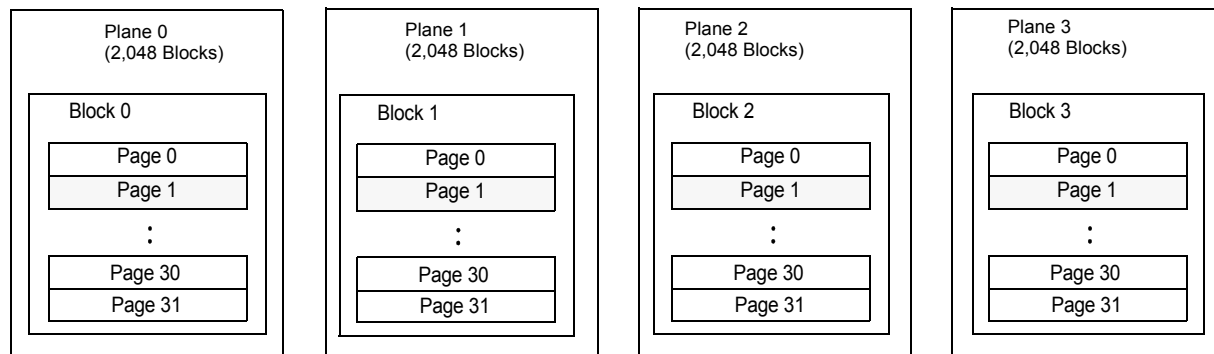 Plane 0
(2,048 Blocks)
Block 0
Page 0
Page 1
Page 30
Page 31
Plane 1
(2,048 Blocks)
Block 1
Page 0
Page 1
Page 30
Page 31
Plane 2
(2,048 Blocks)
Block 2
Page 0
Page 1
Page 30
Page 31
Plane 3
(2,048 Blocks)
Block 3
Page 0
Page 1
Page 30
Page 31